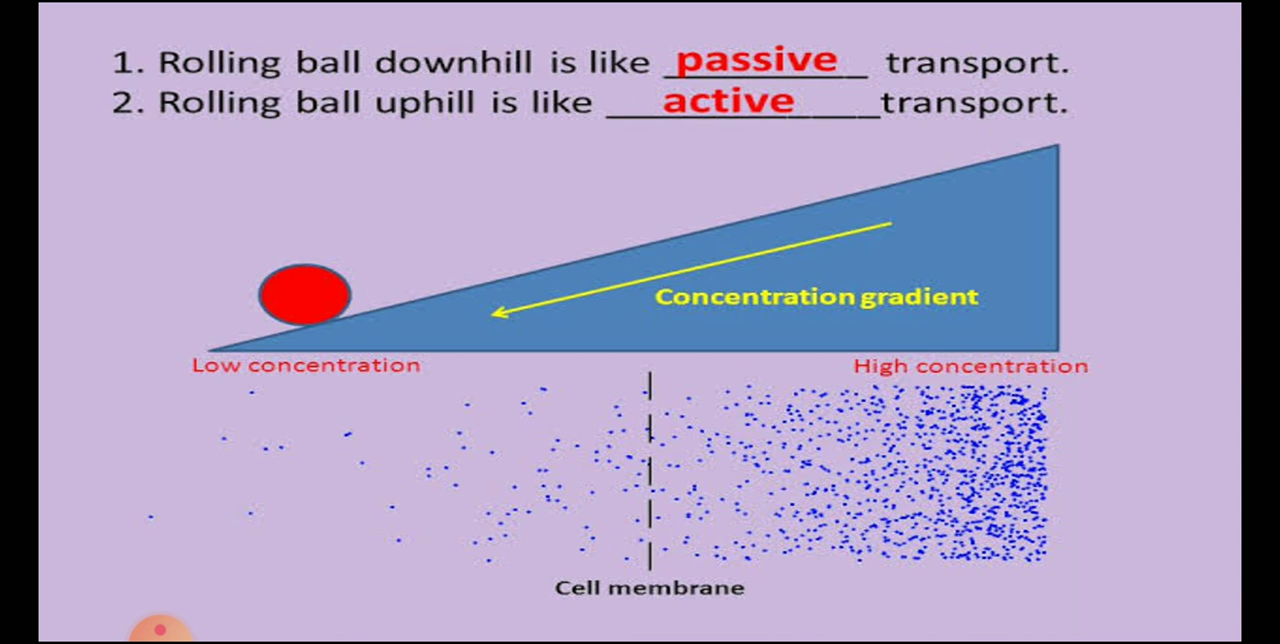 1. Rolling ball downhill is like passive transport.
2. Rolling ball uphill is like active transport.
Concentration gradient
Low concentration
High concentration
Cell membrane